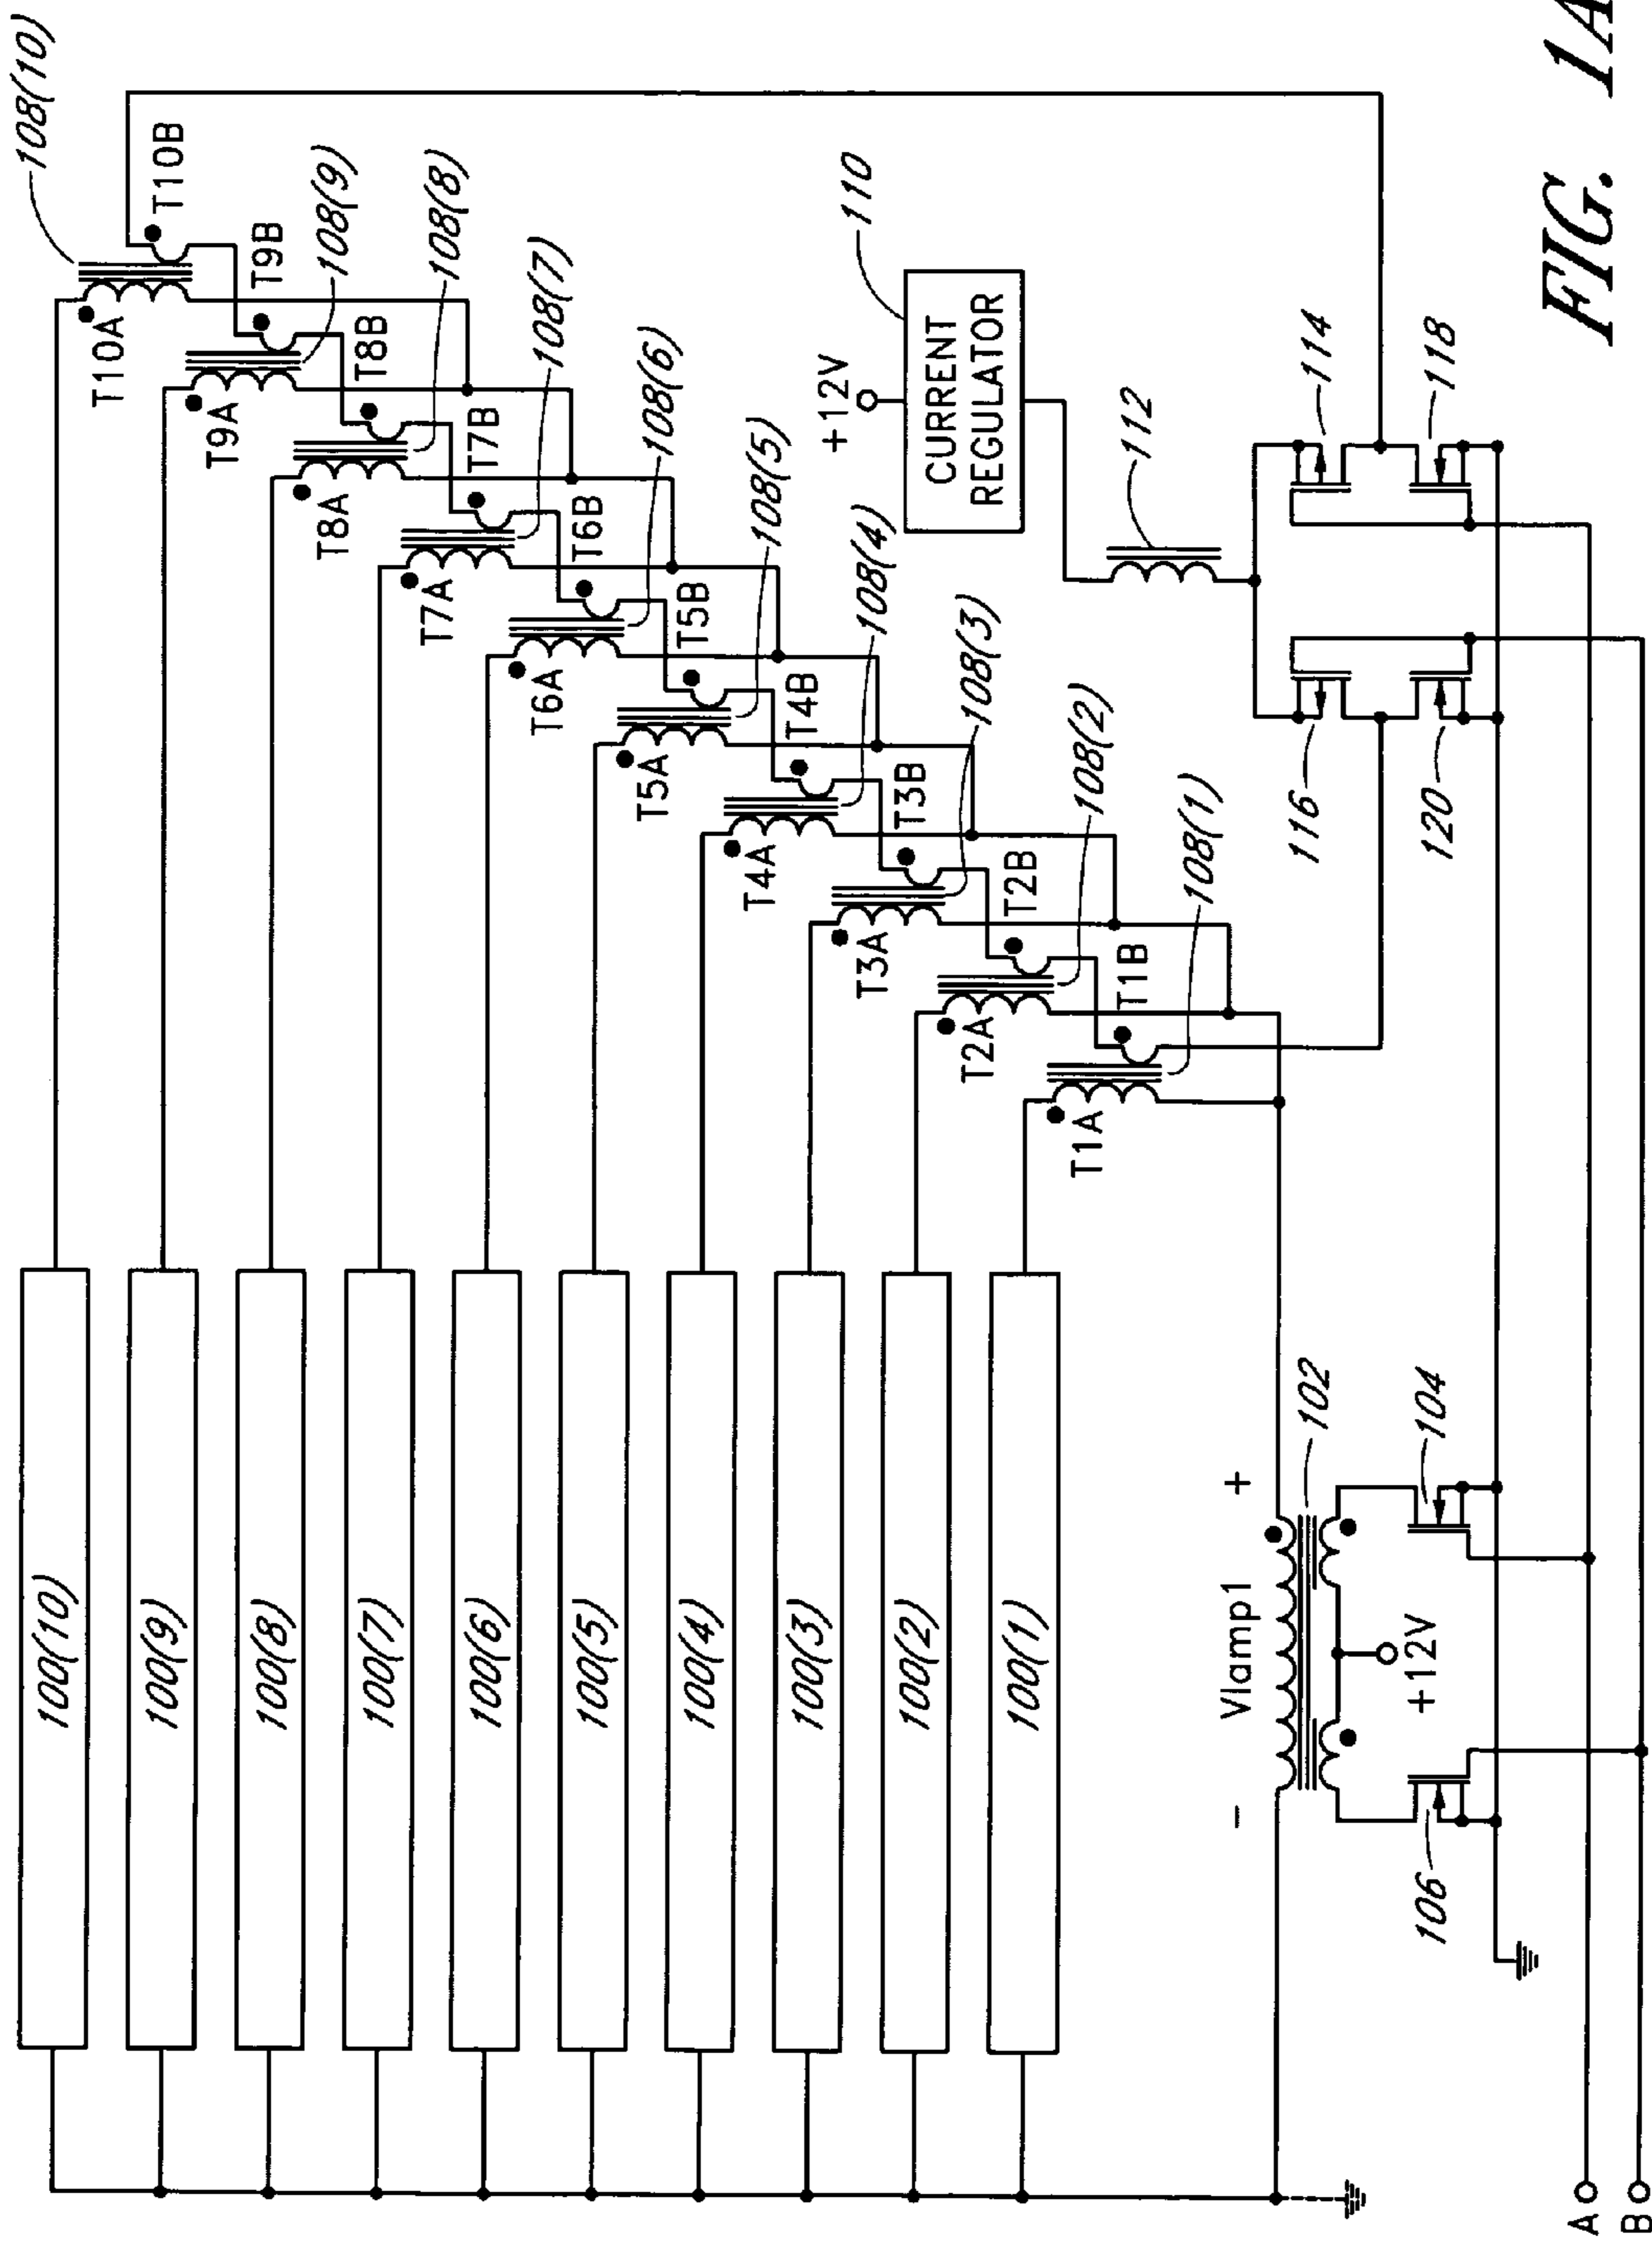 108(10)
100(10)
T10A
T10B
100(9)
T9A
T9B
108(9)
100(8)
T8A
T8B
108(8)
100(7)
T7A
T7B
108(7)
100(6)
T6A
T6B
108(6)
100(5)
T5A
T5B
108(5)
100(4)
T4A
T4B
108(4)
100(3)
T3A
T3B
108(3)
100(2)
T2A
T2B
108(2)
100(1)
T1A
T1B
108(1)
+12V
110
CURRENT
REGULATOR
112
116
114
120
118
- Vlamp1 +
102
+12V
106
104
A
B
FIG. 1A